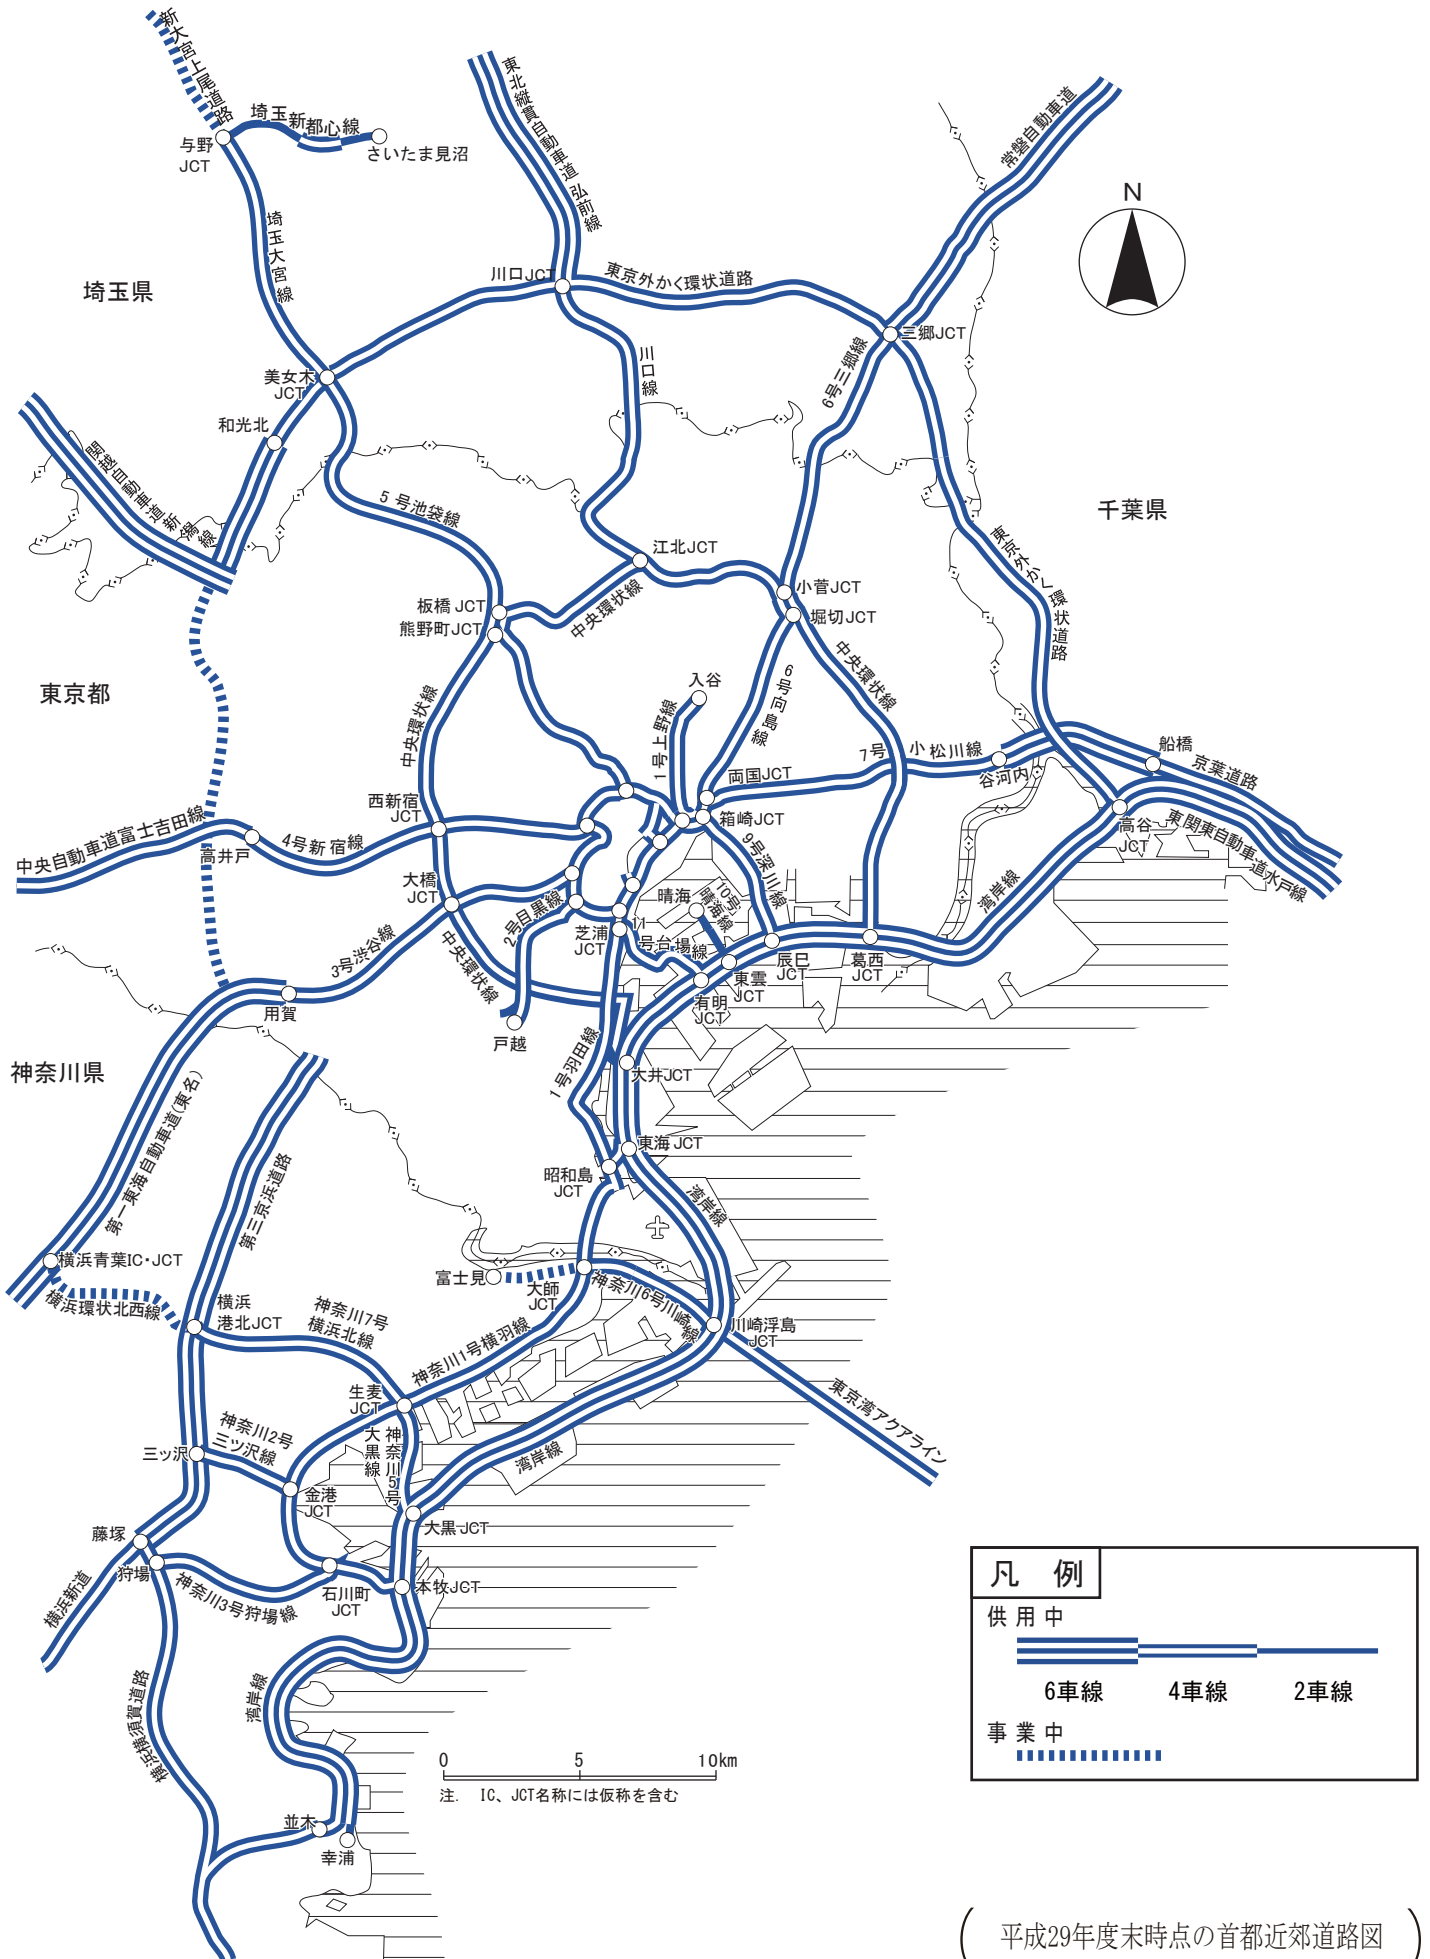 新大宮上尾道路
与野
JCT
埼玉新都心線
さいたま見沼
東北縦貫自動車道 弘前線
常磐自動車道
N
埼玉大宮線
埼玉県
川口JCT
東京外かく環状道路
三郷JCT
川口線
6号三郷線
美女木
JCT
和光北
関越自動車道新潟線
5号池袋線
千葉県
東京外かく環状道路
江北JCT
小菅JCT
堀切JCT
板橋JCT
熊野町JCT
中央環状線
中央環状線
東京都
中央環状線
入谷
1号上野線
6号向島線
7号小松川線
両国JCT
谷河内
船橋
京葉道路
西新宿
JCT
箱崎JCT
高谷
JCT
東関東自動車道水戸線
中央自動車道富士吉田線
高井戸
4号新宿線
9号深川線
大橋
JCT
2号目黒線
晴海
10号
晴海線
湾岸線
芝浦
JCT
11号台場線
辰巳
JCT
葛西
JCT
東雲
JCT
有明
JCT
3号渋谷線
中央環状線
用賀
戸越
神奈川県
1号羽田線
大井JCT
第一東海自動車道(東名)
東海JCT
昭和島
JCT
第三京浜道路
湾岸線
横浜青葉IC・JCT
富士見
大師
JCT
神奈川6号川崎線
横浜環状北西線
横浜
港北JCT
神奈川7号
横浜北線
川崎浮島
JCT
神奈川1号横羽線
生麦
JCT
東京湾アクアライン
神奈川2号
三ツ沢線
三ッ沢
神奈川5号
大黒線
湾岸線
金港
JCT
大黒JCT
藤塚
狩場
神奈川3号狩場線
石川町
JCT
本牧JCT
横浜新道
湾岸線
横浜横須賀道路
並木
幸浦
凡 例
供用中
6車線 4車線 2車線
事業中
0 5 10km
注. IC、JCT名称には仮称を含む
(平成29年度末時点の首都近郊道路図)